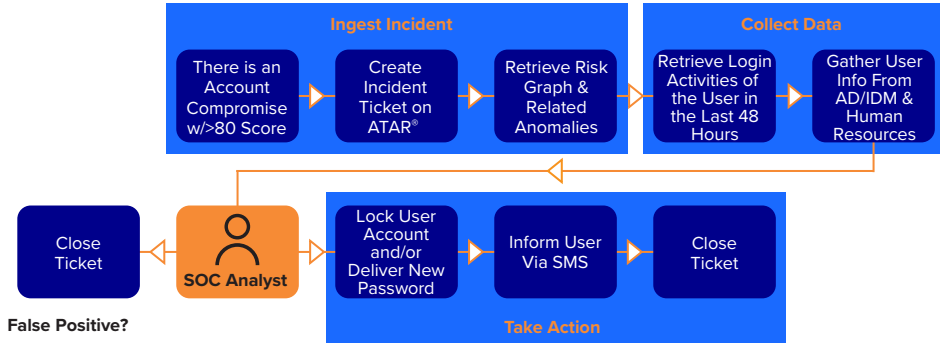 Ingest Incident
Collect Data
There is an
Account
Compromise
w/>80 Score
Create
Incident
Ticket on
ATAR®
Retrieve Risk
Graph &
Related
Anomalies
Retrieve Login
Activities of
the User in
the Last 48
Hours
Gather User
Info From
AD/IDM &
Human
Resources
Close
Ticket
SOC Analyst
Lock User
Account
and/or
Deliver New
Password
Inform User
Via SMS
Close
Ticket
False Positive?
Take Action